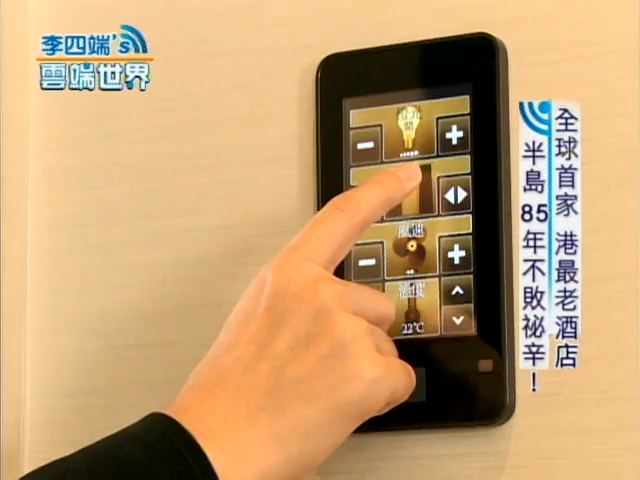 李四端's
雲端世界
全球首家 港最老酒店
半島85年不敗祕辛!
開
風速
溫度
22℃